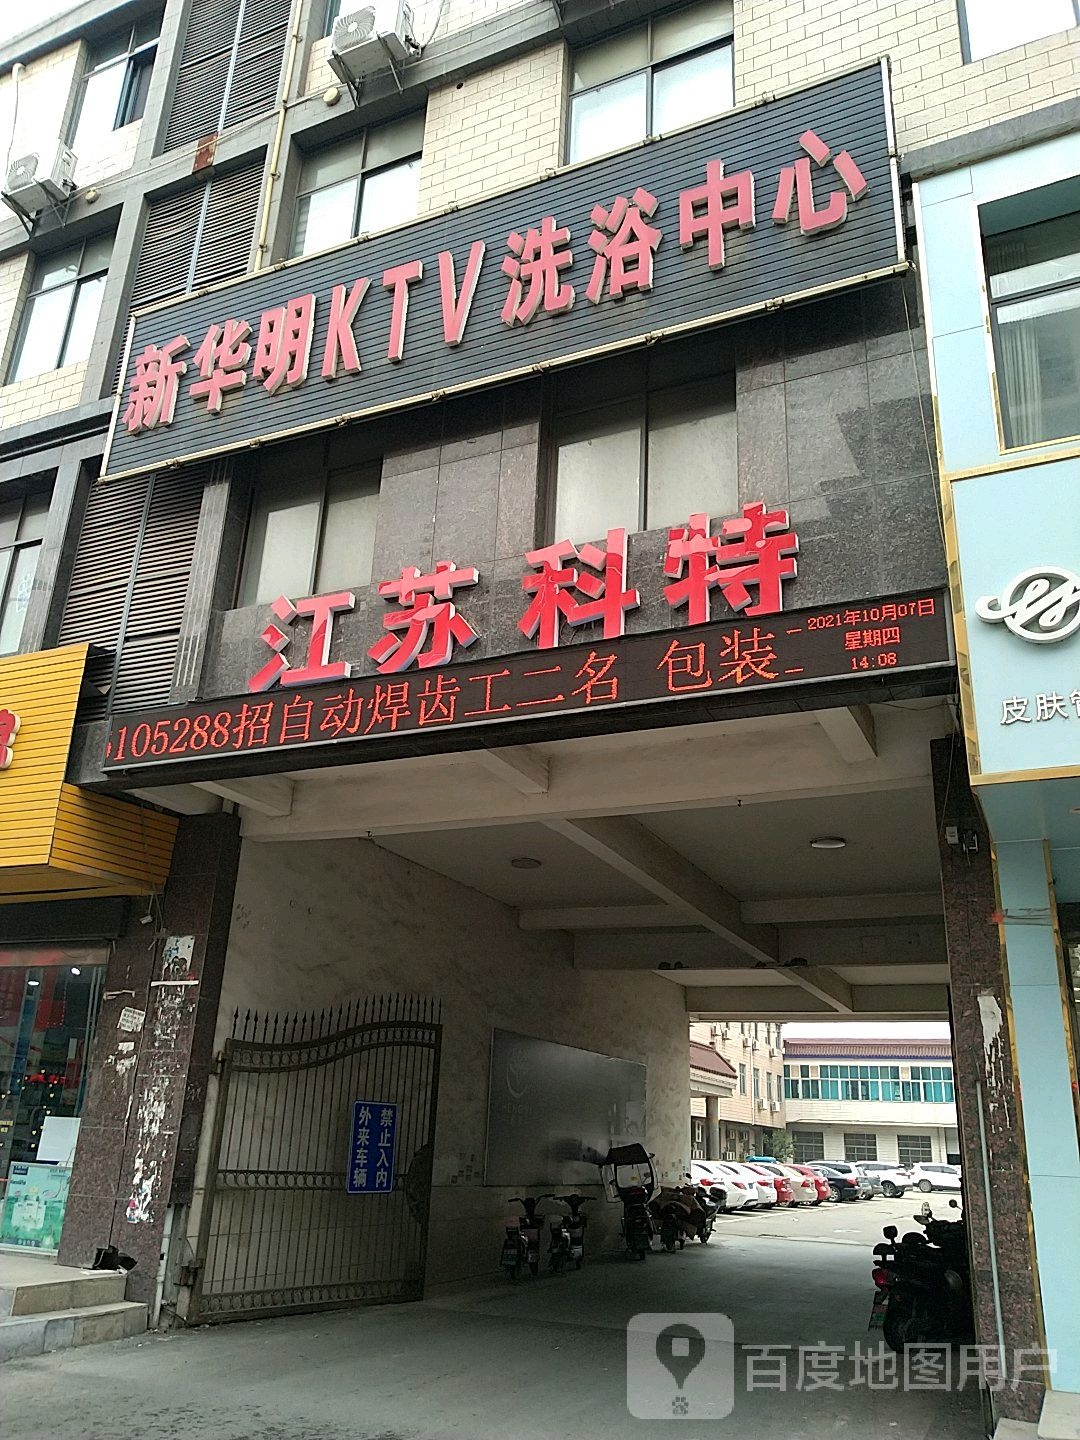 新华明KTV洗浴中心
江苏科特
2021年10月07日
星期四
14:08
105288招自动焊齿工二名 包装
皮肤管
禁止入内
外来车辆
百度地图用户